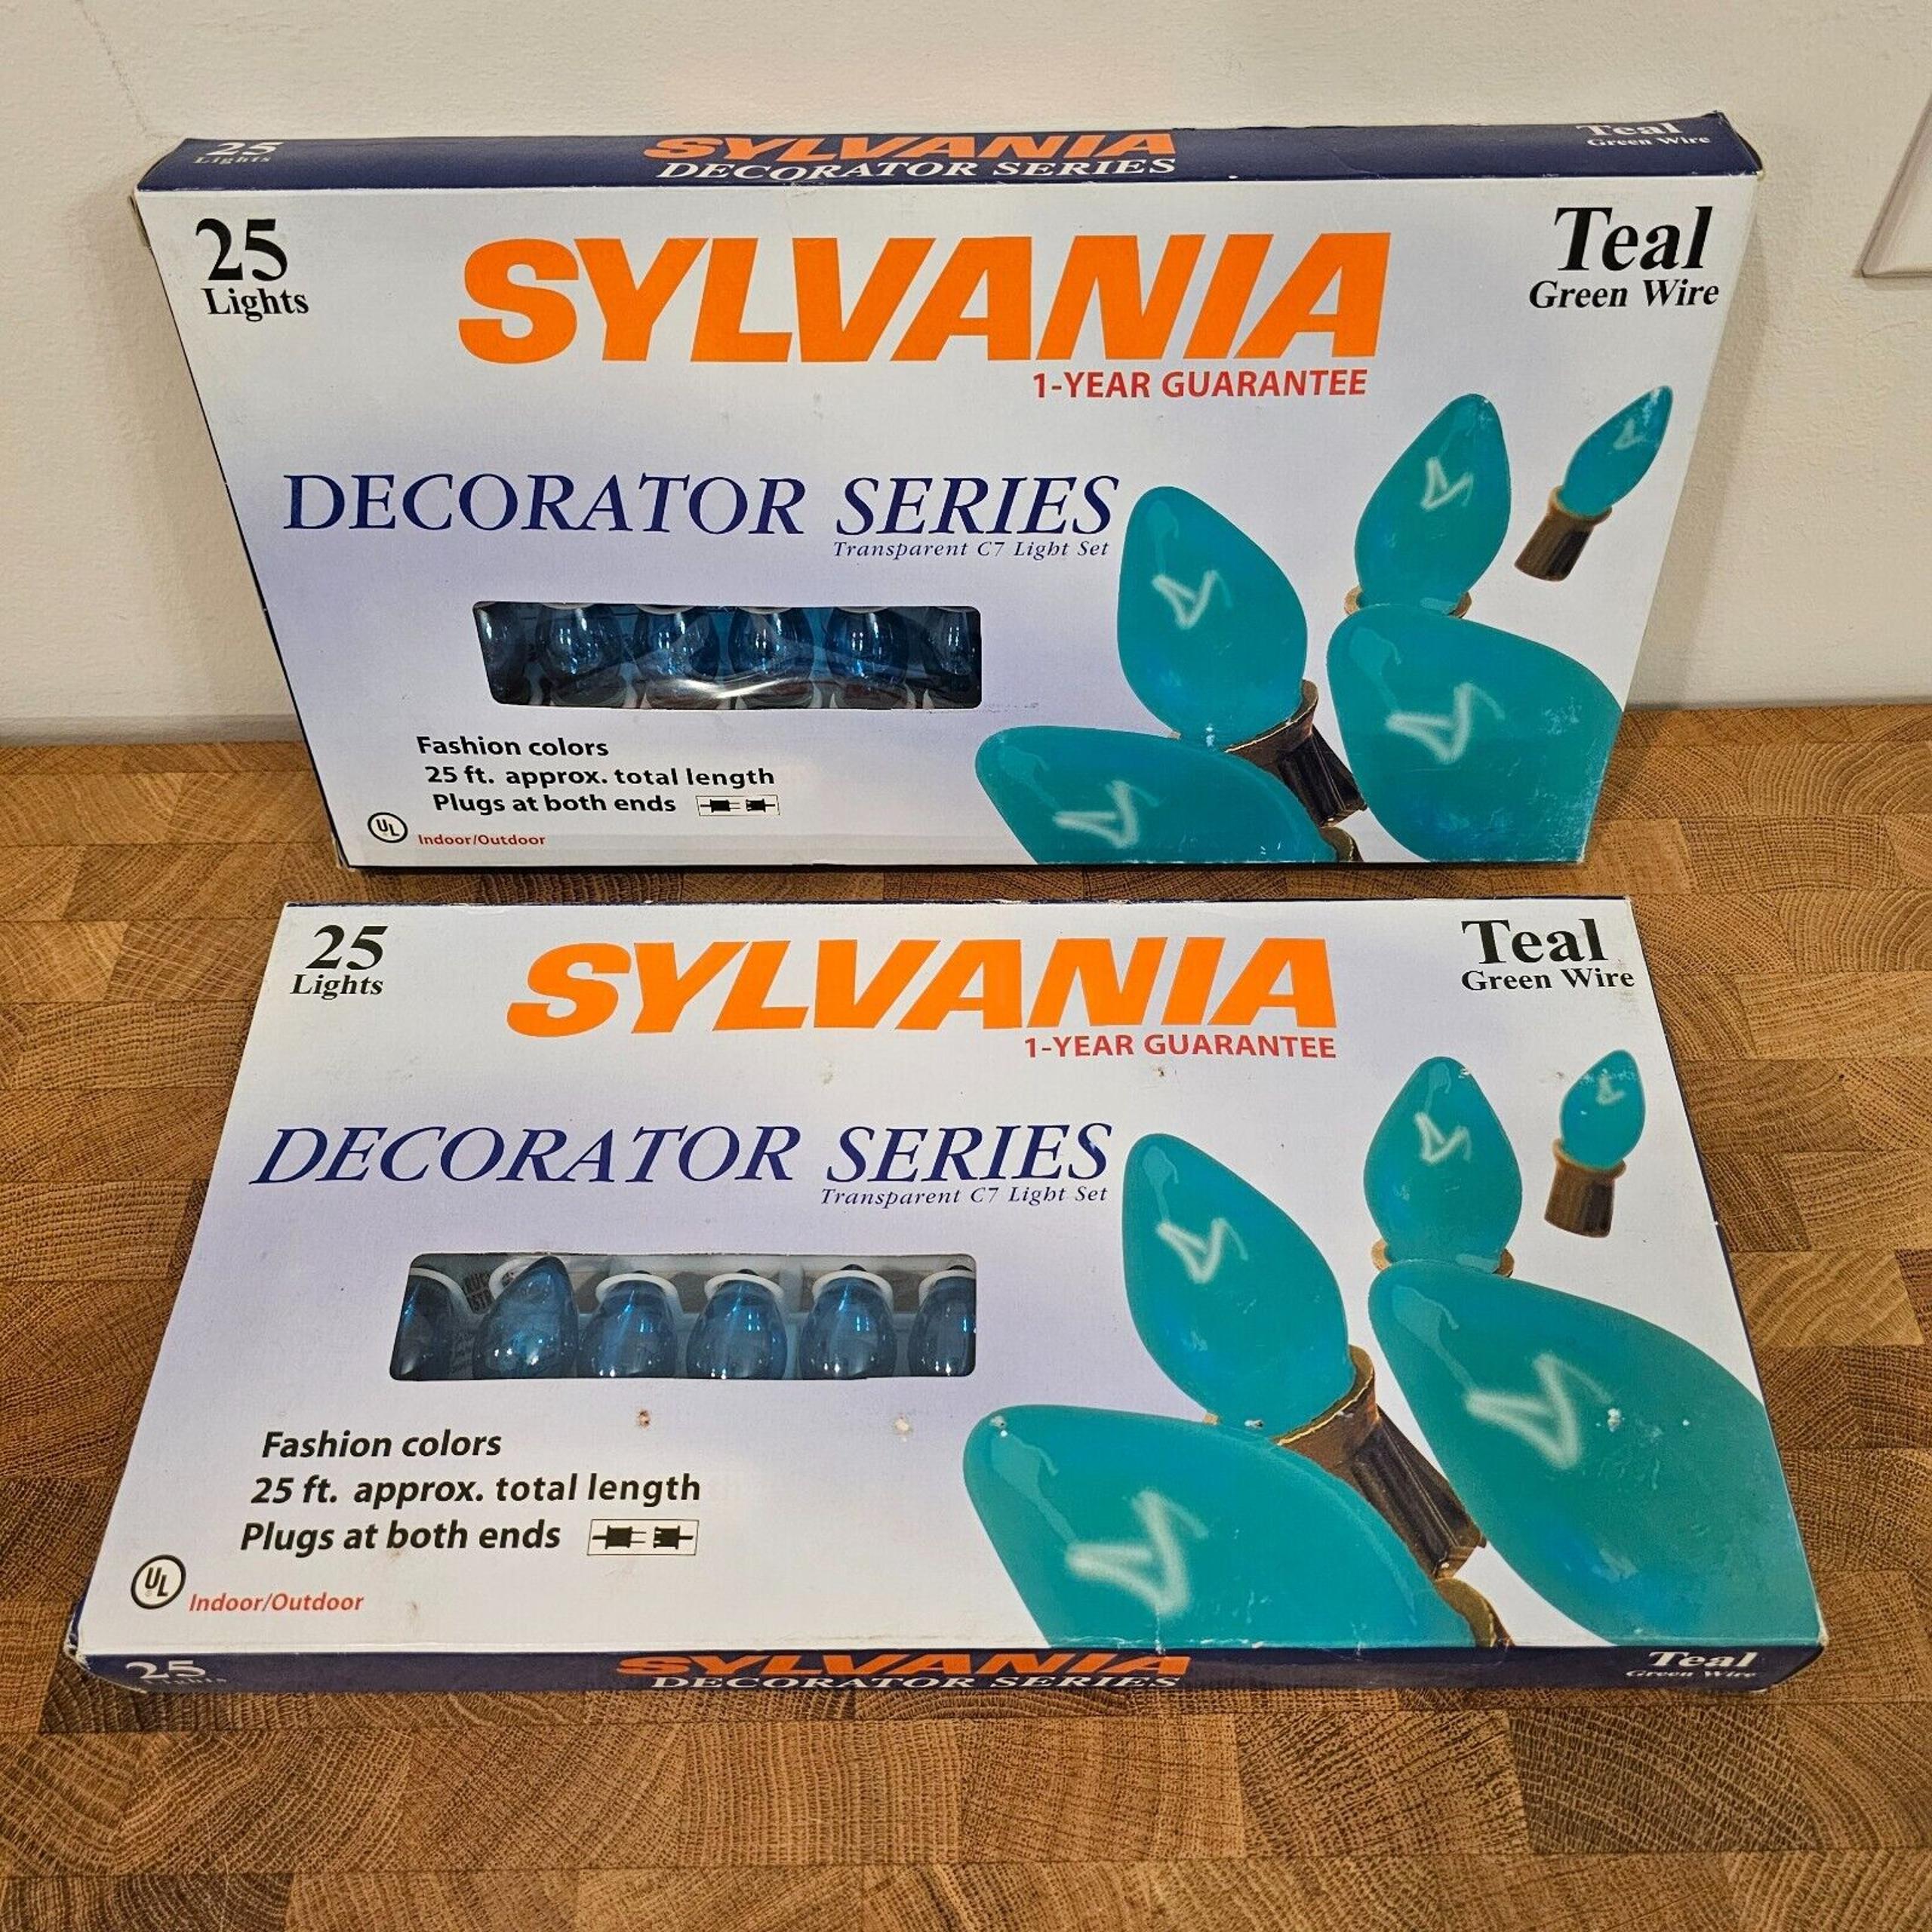 25
Lights
SYLVANIA
DECORATOR SERIES
Teal
Green Wire
25
Lights
SYLVANIA
1-YEAR GUARANTEE
Teal
Green Wire
DECORATOR SERIES
Transparent C7 Light Set
Fashion colors
25 ft. approx. total length
Plugs at both ends
UL
Indoor/Outdoor
25
Lights
SYLVANIA
1-YEAR GUARANTEE
Teal
Green Wire
DECORATOR SERIES
Transparent C7 Light Set
Fashion colors
25 ft. approx. total length
Plugs at both ends
UL
Indoor/Outdoor
25
Lights
SYLVANIA
DECORATOR SERIES
Teal
Green Wire